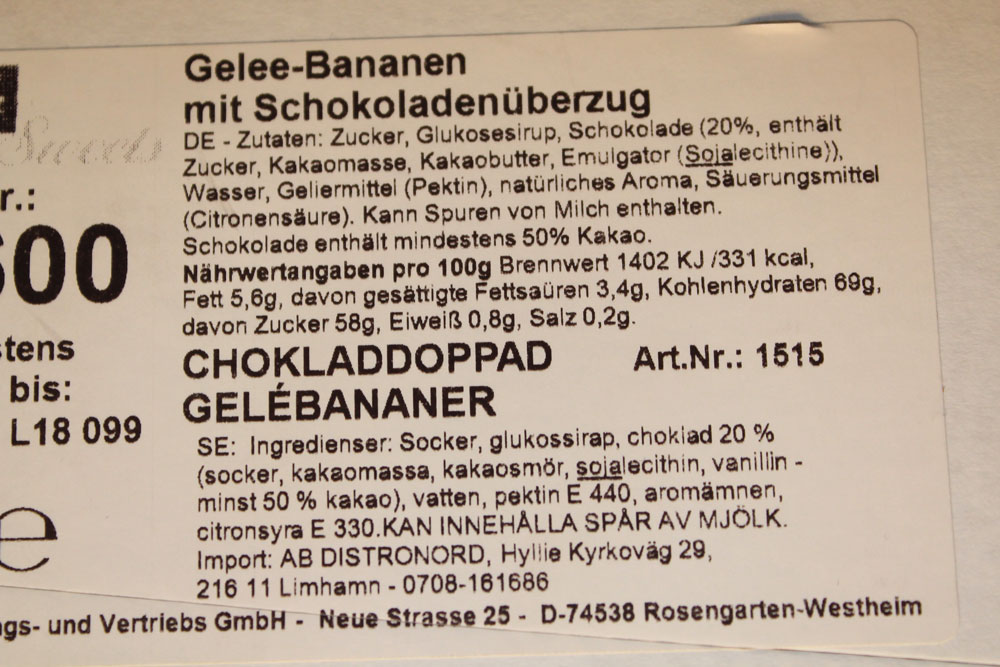 Gelee-Bananen
mit Schokoladenüberzug
DE - Zutaten: Zucker, Glukosesirup, Schokolade (20%, enthält
Zucker, Kakaomasse, Kakaobutter, Emulgator (Sojalecithine)),
Wasser, Geliermittel (Pektin), natürliches Aroma, Säuerungsmittel
(Citronensäure). Kann Spuren von Milch enthalten.
Schokolade enthält mindestens 50% Kakao.
Nährwertangaben pro 100g Brennwert 1402 KJ /331 kcal,
Fett 5,6g, davon gesättigte Fettsaüren 3,4g, Kohlenhydraten 69g,
davon Zucker 58g, Eiweiß 0,8g, Salz 0,2g.
CHOKLADDOPPAD Art.Nr.: 1515
GELÉBANANER
SE: Ingredienser: Socker, glukossirap, choklad 20 %
(socker, kakaomassa, kakaosmör, sojalecithin, vanillin -
minst 50 % kakao), vatten, pektin E 440, aromämnen,
citronsyra E 330.KAN INNEHÅLLA SPÅR AV MJÖLK.
Import: AB DISTRONORD, Hyllie Kyrkoväg 29,
216 11 Limhamn - 0708-161686
Sweets
r.:
600
stens
bis:
L18 099
e
ngs- und Vertriebs GmbH - Neue Strasse 25 - D-74538 Rosengarten-Westheim